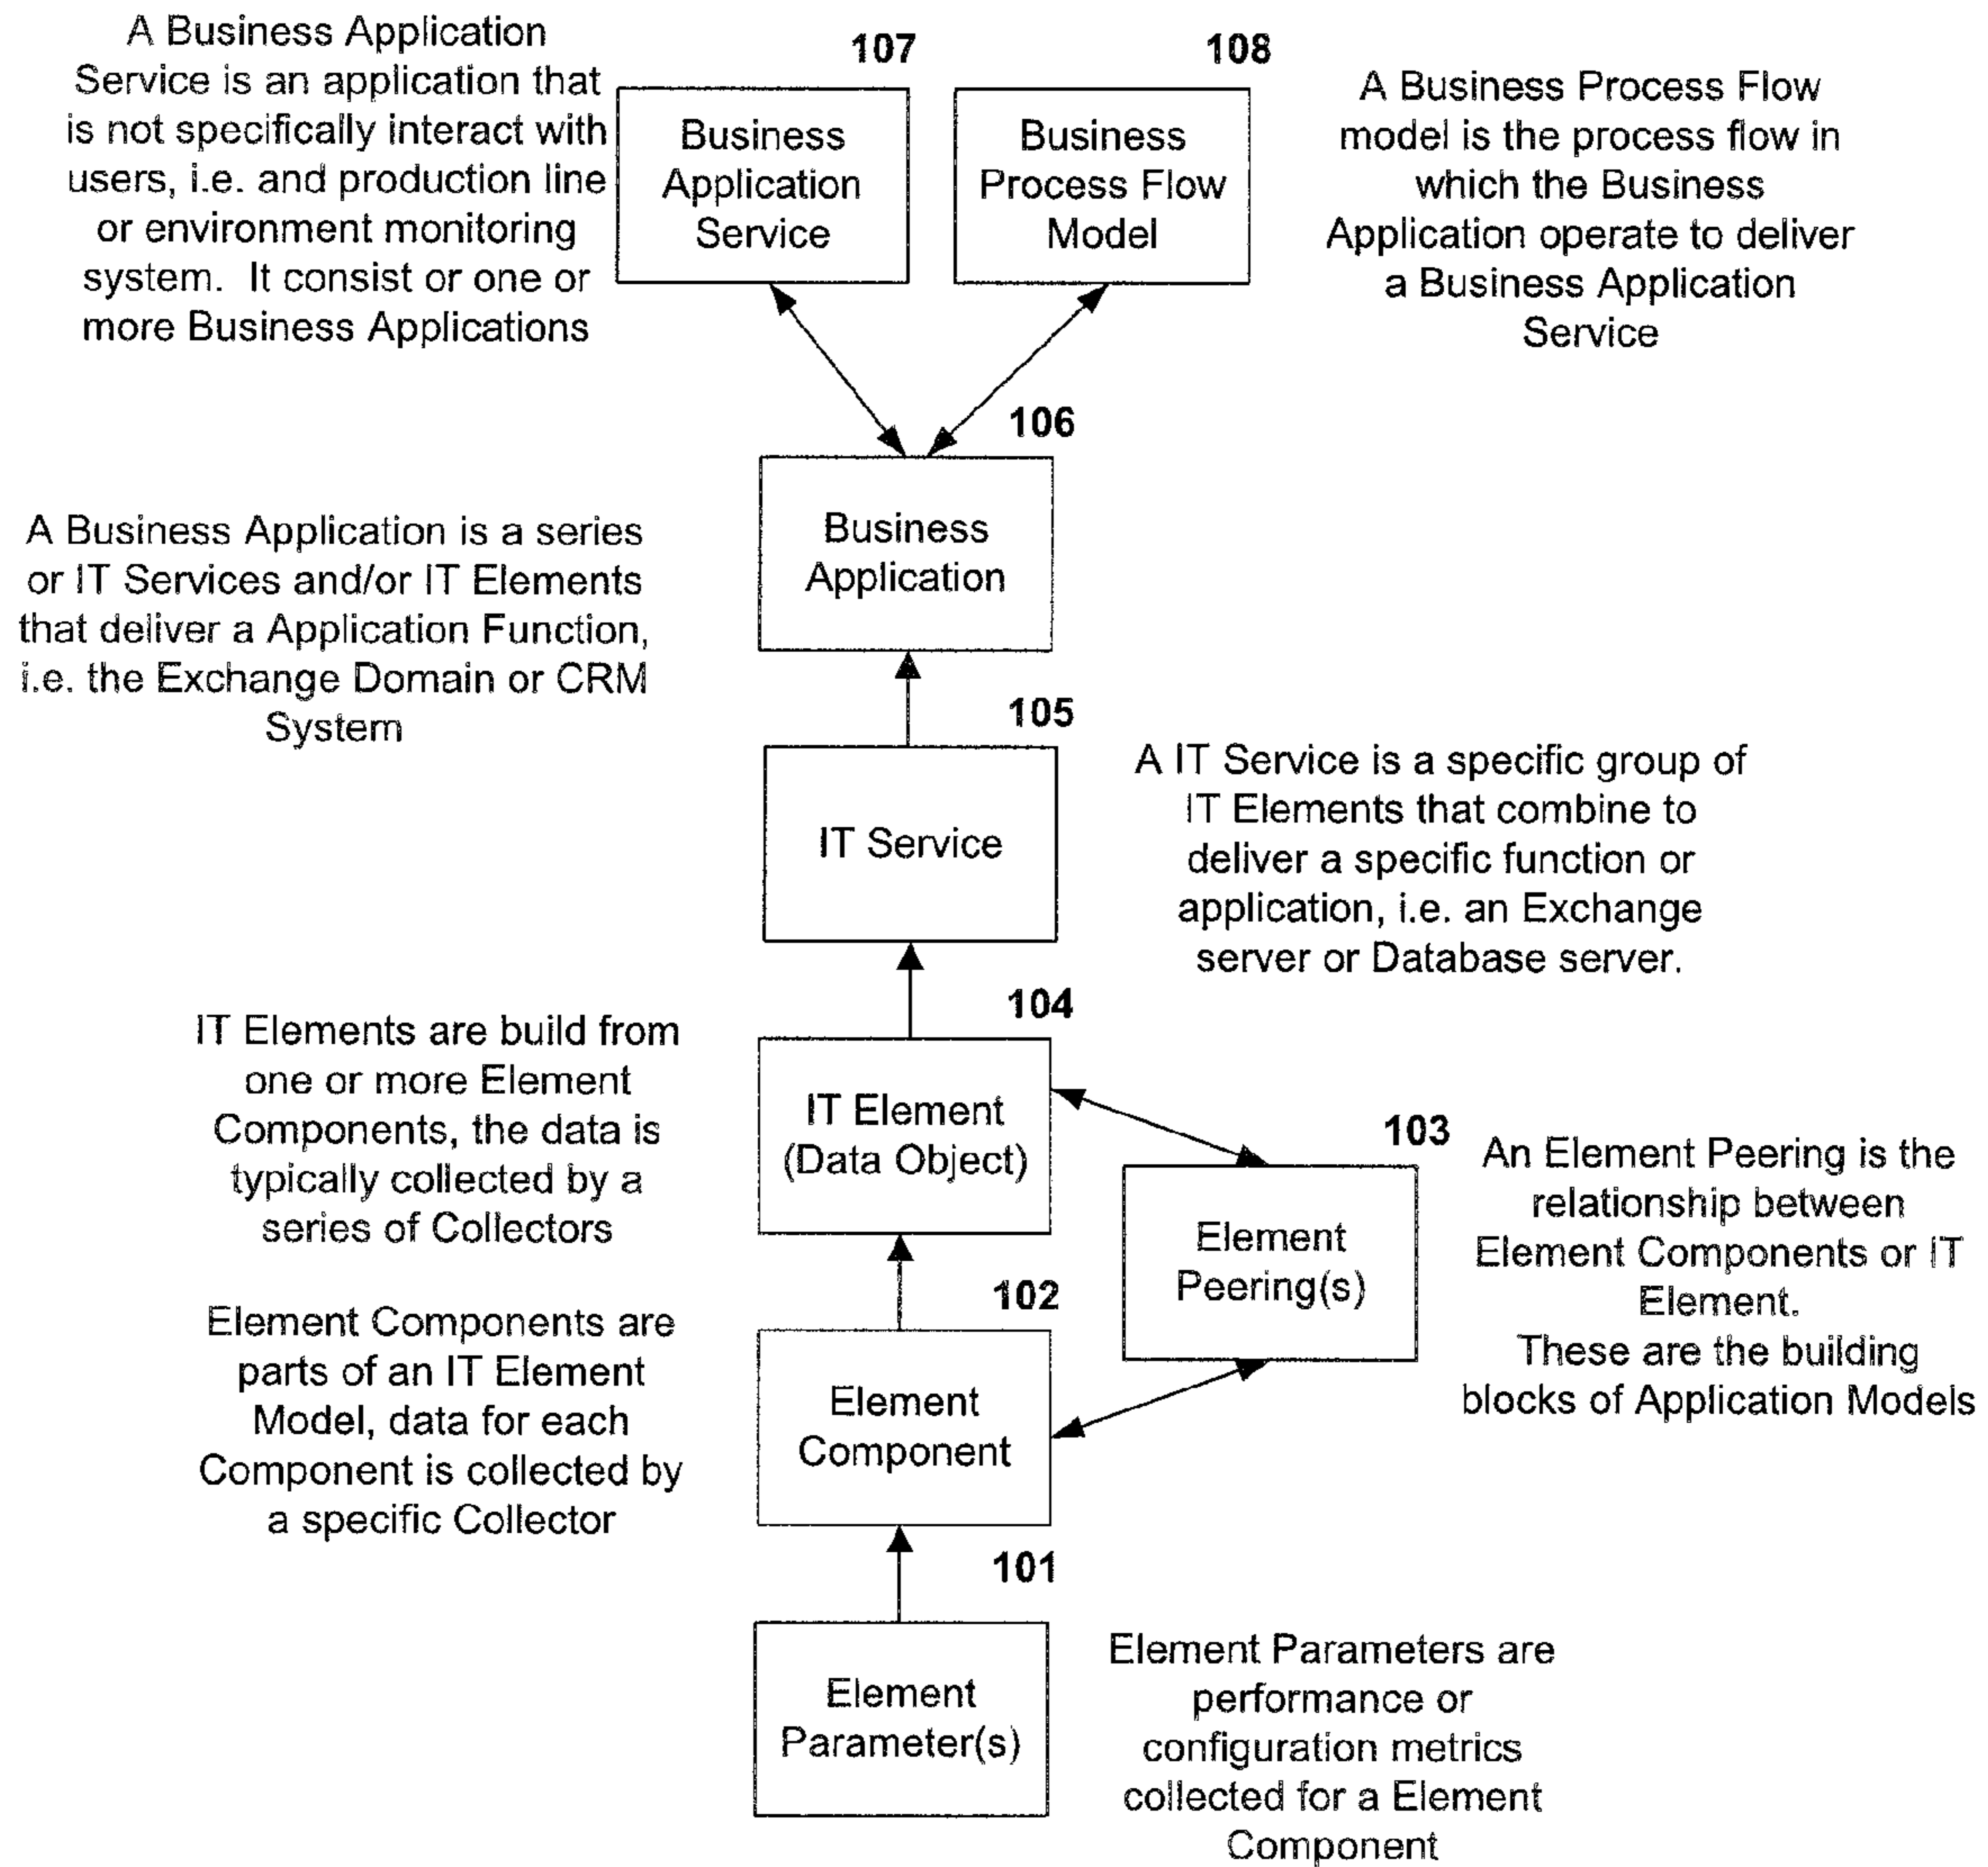 A Business Application
Service is an application that
is not specifically interact with
users, i.e. and production line
or environment monitoring
system. It consist or one or
more Business Applications
107
Business
Application
Service
108
Business
Process Flow
Model
A Business Process Flow
model is the process flow in
which the Business
Application operate to deliver
a Business Application
Service
106
Business
Application
A Business Application is a series
or IT Services and/or IT Elements
that deliver a Application Function,
i.e. the Exchange Domain or CRM
System
105
IT Service
A IT Service is a specific group of
IT Elements that combine to
deliver a specific function or
application, i.e. an Exchange
server or Database server.
104
IT Element
(Data Object)
IT Elements are build from
one or more Element
Components, the data is
typically collected by a
series of Collectors
103
Element
Peering(s)
An Element Peering is the
relationship between
Element Components or IT
Element.
These are the building
blocks of Application Models
102
Element
Component
Element Components are
parts of an IT Element
Model, data for each
Component is collected by
a specific Collector
101
Element
Parameter(s)
Element Parameters are
performance or
configuration metrics
collected for a Element
Component